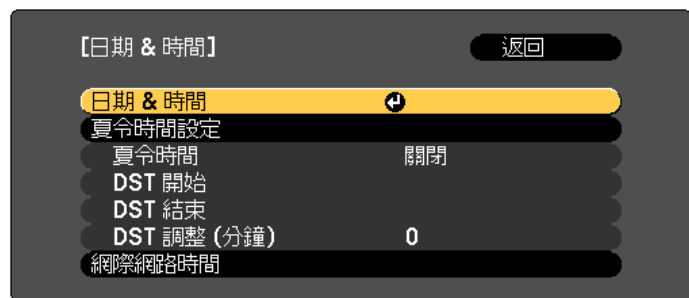 [日期 & 時間] 返回
日期 & 時間
夏令時間設定
夏令時間 關閉
DST 開始
DST 結束
DST 調整 (分鐘) 0
網際網路時間